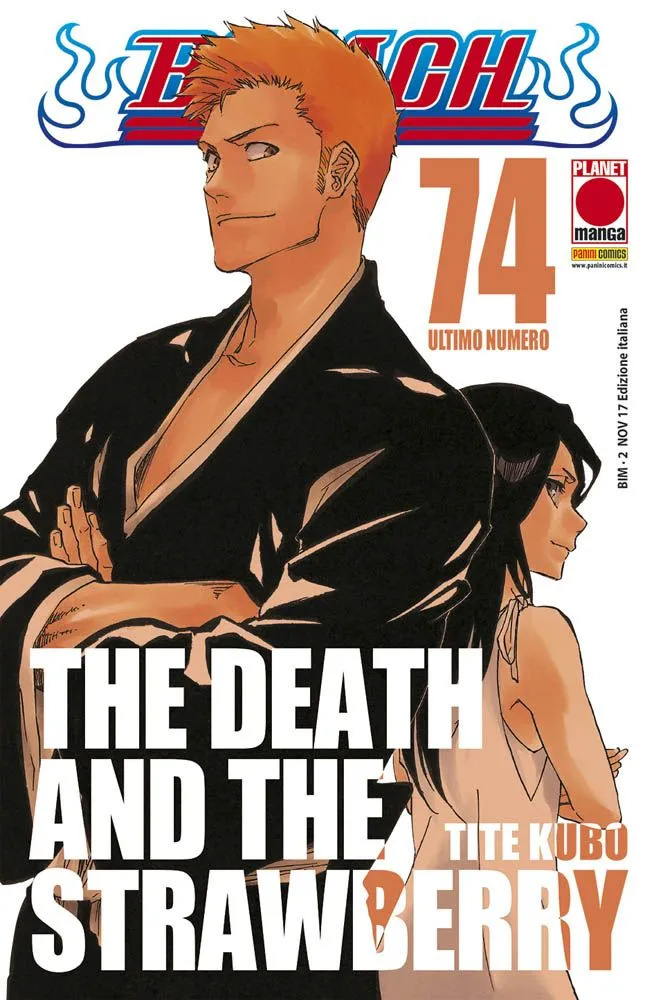 BLEACH
74
ULTIMO NUMERO
PLANET
manga
PANINI COMICS
www.paninicomics.it
BIM - 2 NOV 17 Edizione italiana
THE DEATH
AND THE
STRAWBERRY
TITE KUBO